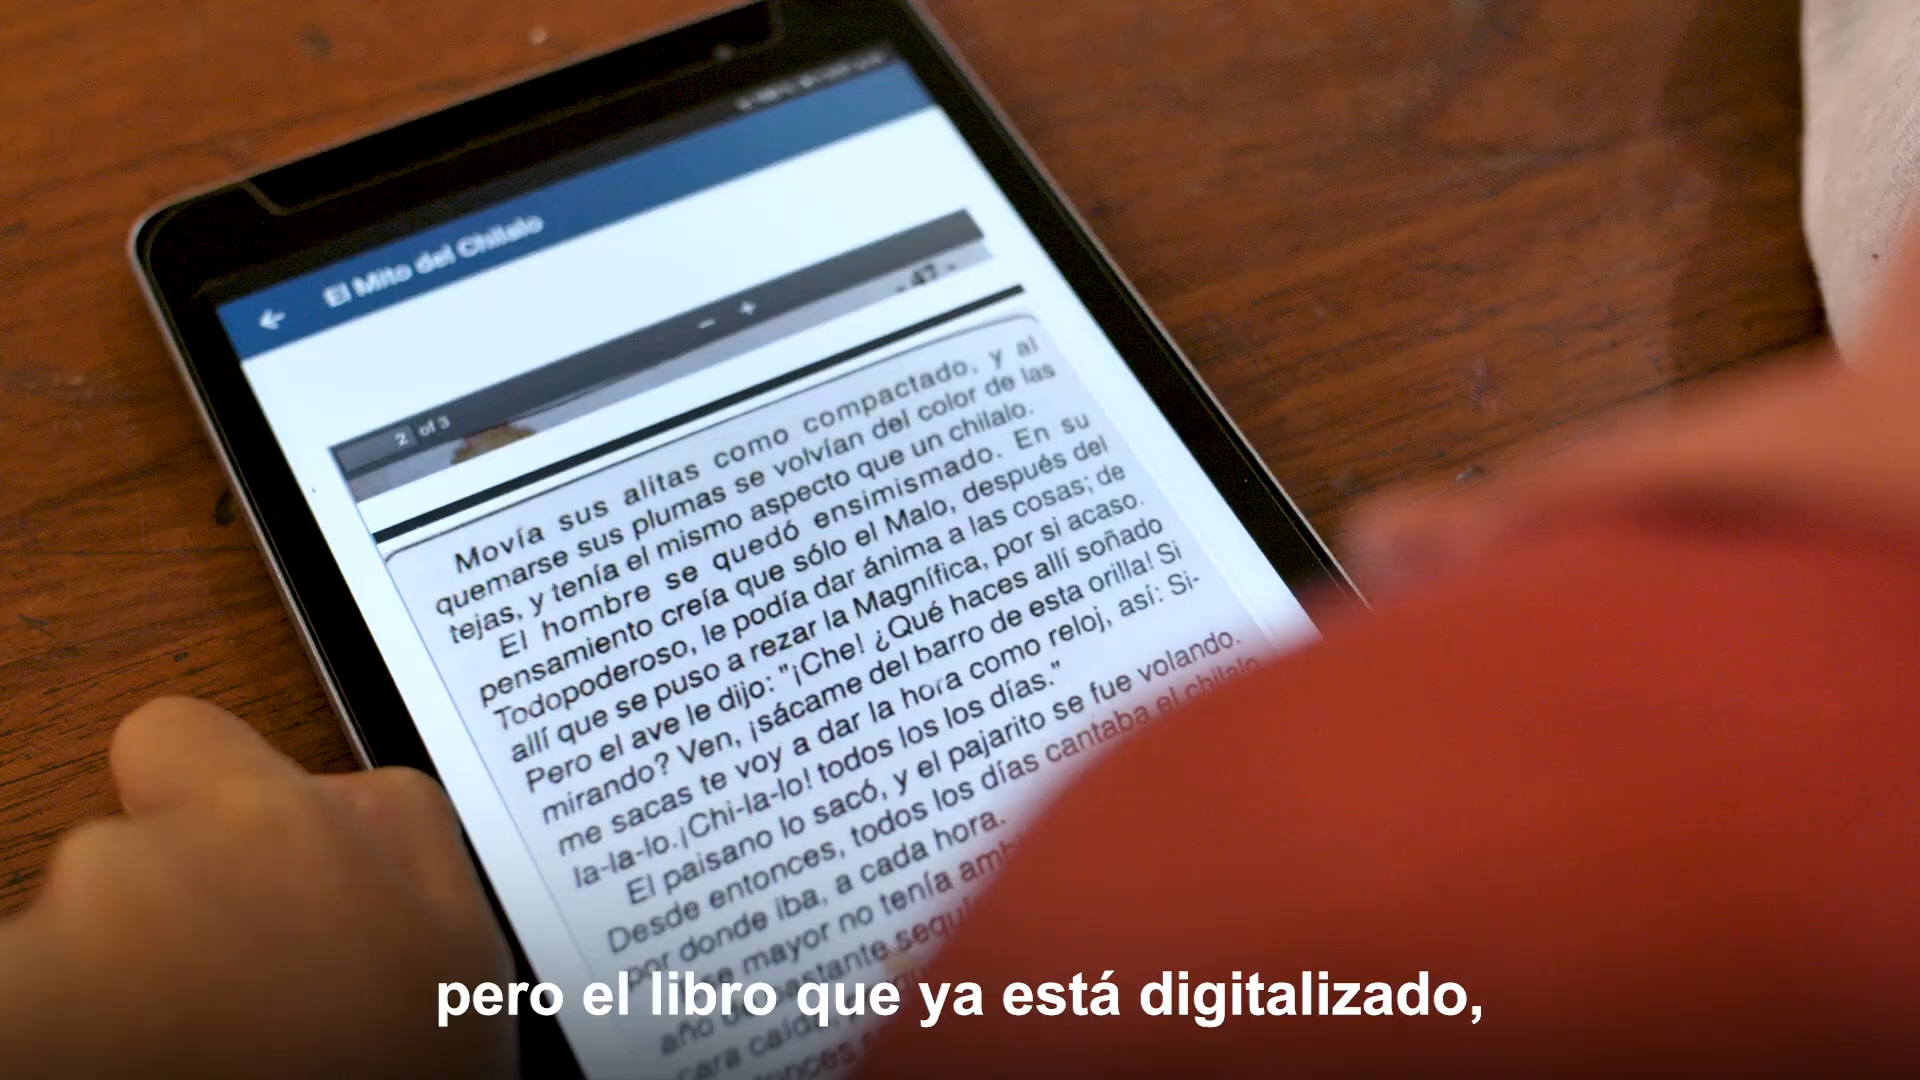 El Mito del Chilalo
2 of 3
- +
- 47 -
Movía sus alitas como compactado, y al
quemarse sus plumas se volvían del color de las
tejas, y tenía el mismo aspecto que un chilalo.
El hombre se quedó ensimismado. En su
pensamiento creía que sólo el Malo, después del
Todopoderoso, le podía dar ánima a las cosas; de
allí que se puso a rezar la Magnífica, por si acaso.
Pero el ave le dijo: "¡Che! ¿Qué haces allí soñado
mirando? Ven, ¡sácame del barro de esta orilla! Si
me sacas te voy a dar la hora como reloj, así: Si-
la-la-lo.¡Chi-la-lo! todos los los días."
El paisano lo sacó, y el pajarito se fue volando.
Desde entonces, todos los días cantaba el chilalo
por donde iba, a cada hora.
mayor no tenía
año
cara
pero el libro que ya está digitalizado,